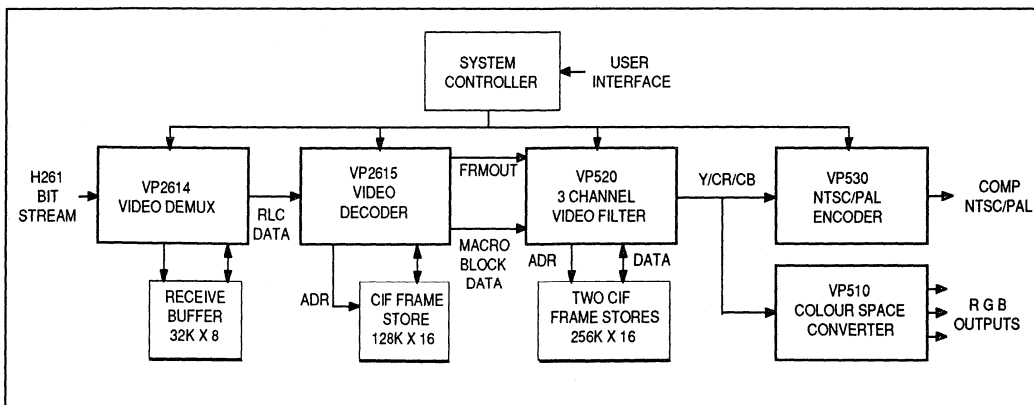 SYSTEM
CONTROLLER
USER
INTERFACE
H261
BIT
STREAM
VP2614
VIDEO DEMUX
RLC
DATA
VP2615
VIDEO
DECODER
FRMOUT
MACRO
BLOCK
DATA
VP520
3 CHANNEL
VIDEO FILTER
Y/CR/CB
VP530
NTSC/PAL
ENCODER
COMP
NTSC/PAL
RECEIVE
BUFFER
32K X 8
ADR
CIF FRAME
STORE
128K X 16
ADR
DATA
TWO CIF
FRAME STORES
256K X 16
VP510
COLOUR SPACE
CONVERTER
R G B
OUTPUTS